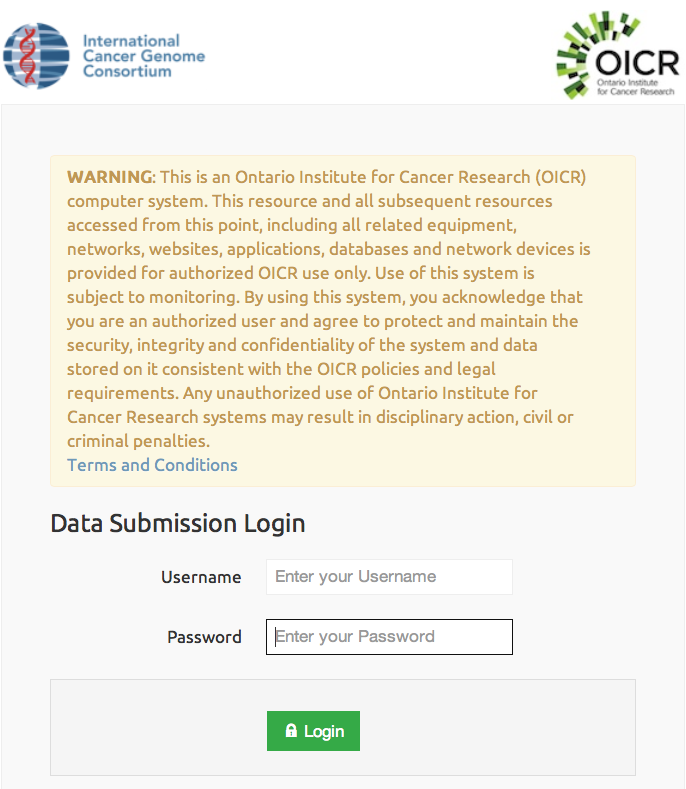 International
Cancer Genome
Consortium
OICR
Ontario Institute
for Cancer Research
WARNING: This is an Ontario Institute for Cancer Research (OICR)
computer system. This resource and all subsequent resources
accessed from this point, including all related equipment,
networks, websites, applications, databases and network devices is
provided for authorized OICR use only. Use of this system is
subject to monitoring. By using this system, you acknowledge that
you are an authorized user and agree to protect and maintain the
security, integrity and confidentiality of the system and data
stored on it consistent with the OICR policies and legal
requirements. Any unauthorized use of Ontario Institute for
Cancer Research systems may result in disciplinary action, civil or
criminal penalties.
Terms and Conditions
Data Submission Login
Username Enter your Username
Password Enter your Password
Login